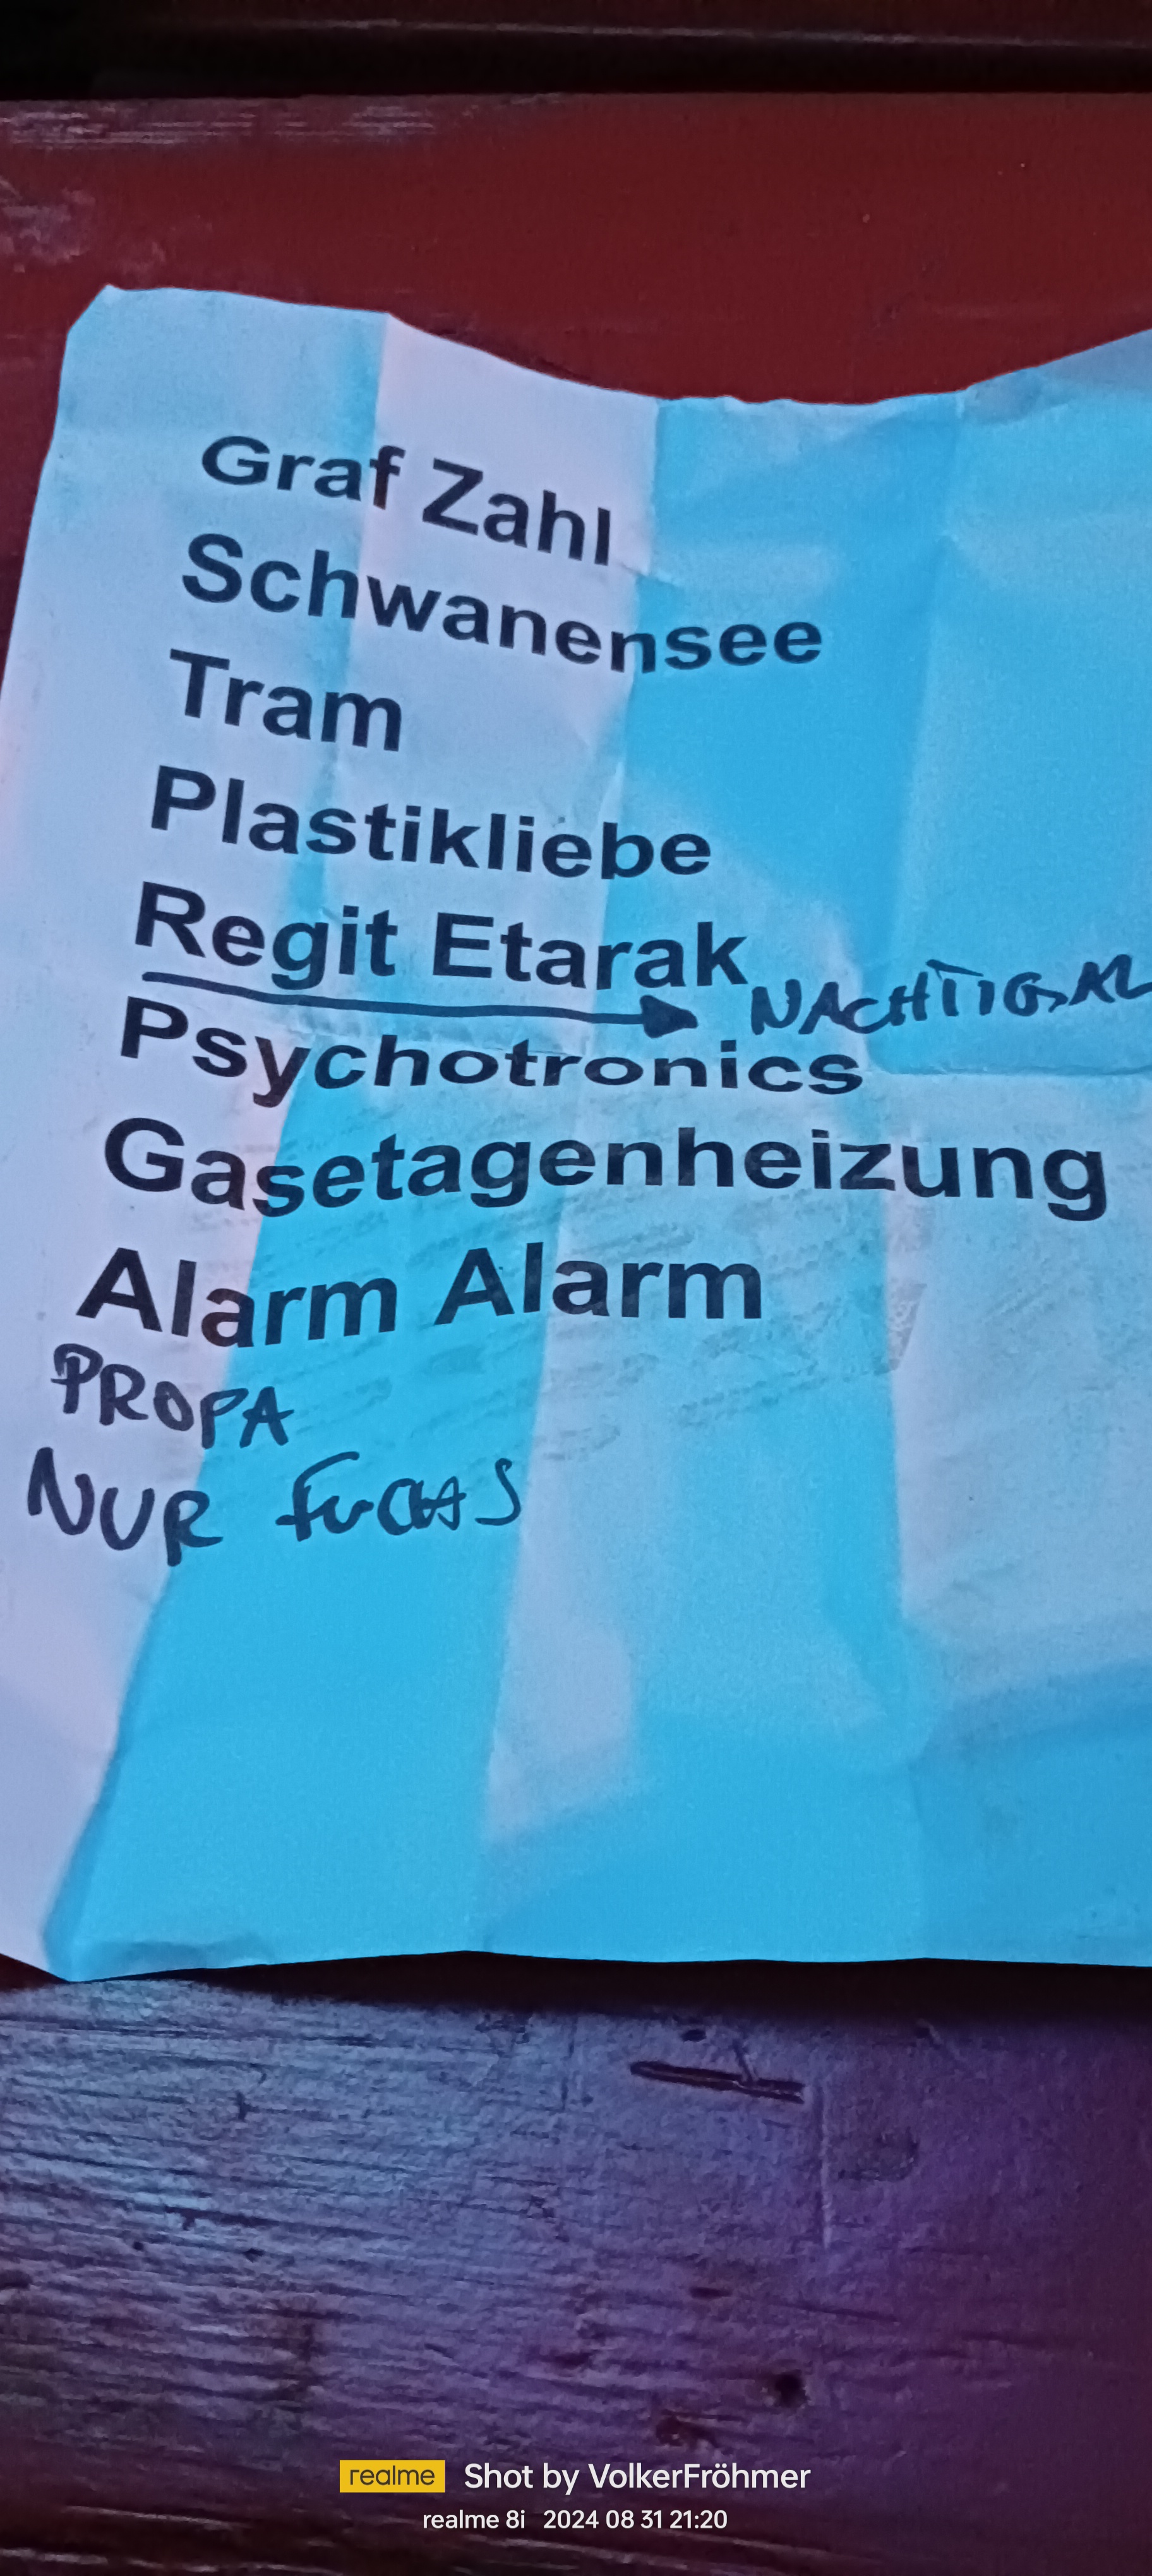 Graf Zahl
Schwanensee
Tram
Plastikliebe
Regit Etarak
NACHTIGAL
Psychotronics
Gasetagenheizung
Alarm Alarm
PROPA
NUR FUCHS
realme Shot by VolkerFröhmer
realme 8i 2024 08 31 21:20